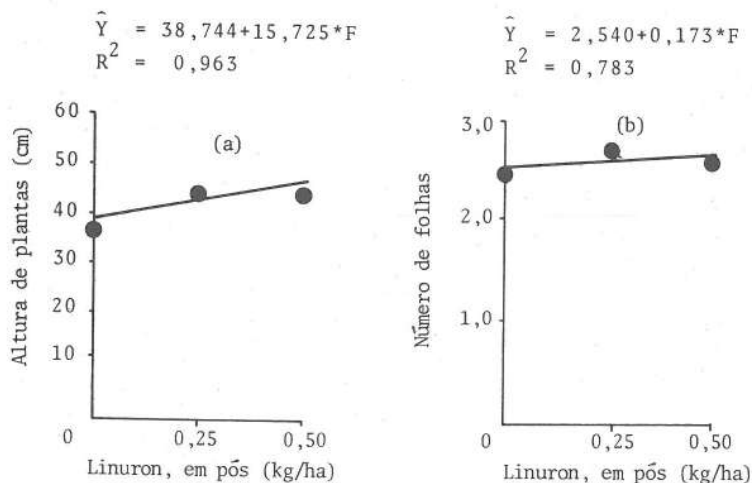 Ŷ = 38,744+15,725*F
R² = 0,963
60
50
40
30
20
10
0
0,25
0,50
(a)
Altura de plantas (cm)
Linuron, em pós (kg/ha)
Ŷ = 2,540+0,173*F
R² = 0,783
3,0
2,0
1,0
0
0,25
0,50
(b)
Número de folhas
Linuron, em pós (kg/ha)